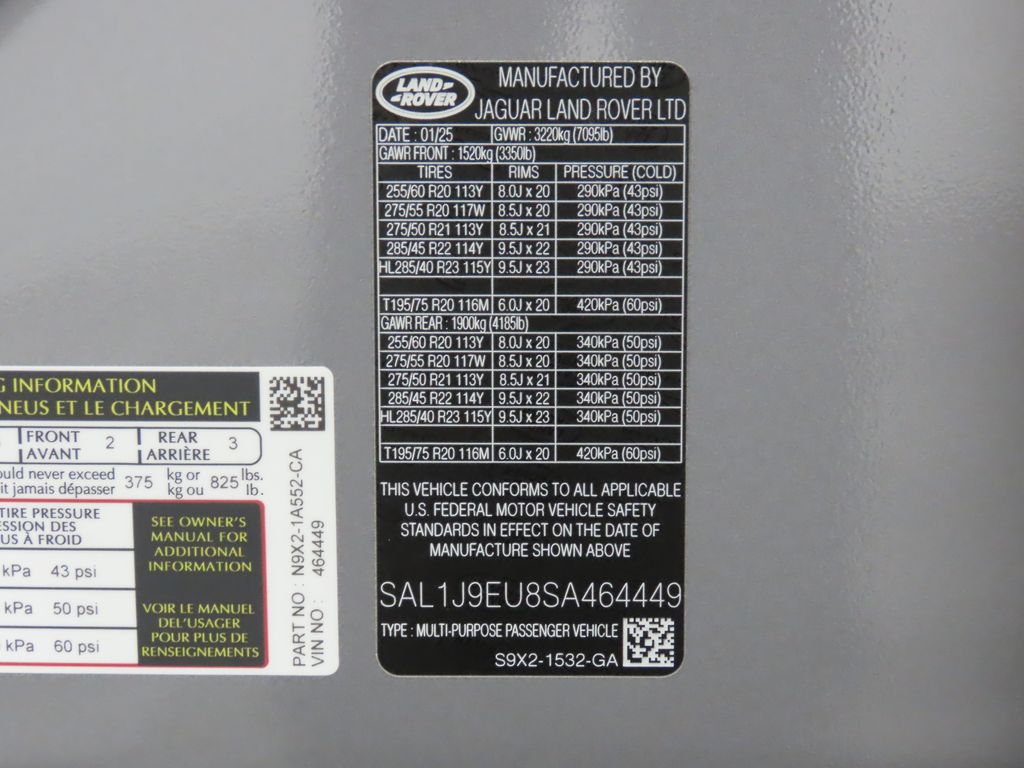 LAND ROVER
MANUFACTURED BY
JAGUAR LAND ROVER LTD
DATE : 01/25 GVWR : 3220kg (7095lb)
GAWR FRONT : 1520kg (3350lb)
TIRES RIMS PRESSURE (COLD)
255/60 R20 113Y 8.0J x 20 290kPa (43psi)
275/55 R20 117W 8.5J x 20 290kPa (43psi)
275/50 R21 113Y 8.5J x 21 290kPa (43psi)
285/45 R22 114Y 9.5J x 22 290kPa (43psi)
HL285/40 R23 115Y 9.5J x 23 290kPa (43psi)
T195/75 R20 116M 6.0J x 20 420kPa (60psi)
GAWR REAR : 1900kg (4185lb)
255/60 R20 113Y 8.0J x 20 340kPa (50psi)
275/55 R20 117W 8.5J x 20 340kPa (50psi)
275/50 R21 113Y 8.5J x 21 340kPa (50psi)
285/45 R22 114Y 9.5J x 22 340kPa (50psi)
HL285/40 R23 115Y 9.5J x 23 340kPa (50psi)
T195/75 R20 116M 6.0J x 20 420kPa (60psi)
THIS VEHICLE CONFORMS TO ALL APPLICABLE
U.S. FEDERAL MOTOR VEHICLE SAFETY
STANDARDS IN EFFECT ON THE DATE OF
MANUFACTURE SHOWN ABOVE
SAL1J9EU8SA464449
TYPE : MULTI-PURPOSE PASSENGER VEHICLE
S9X2-1532-GA
G INFORMATION
NEUS ET LE CHARGEMENT
FRONT 2 REAR 3
AVANT ARRIÈRE
ould never exceed 375 kg or 825 lbs.
it jamais dépasser kg ou lb.
TIRE PRESSURE
ESSION DES
US À FROID
kPa 43 psi
kPa 50 psi
kPa 60 psi
SEE OWNER'S
MANUAL FOR
ADDITIONAL
INFORMATION
VOIR LE MANUEL
DEL'USAGER
POUR PLUS DE
RENSEIGNEMENTS
PART NO : N9X2-1A552-CA
VIN NO : 464449